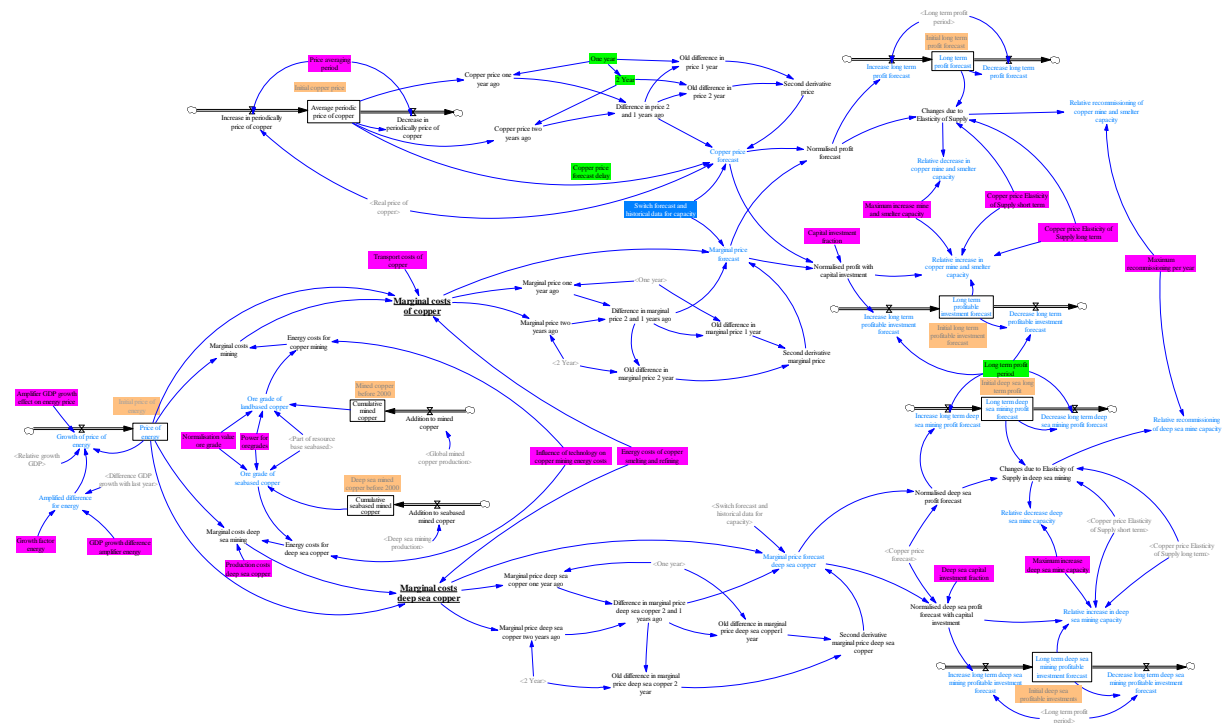 <Long term profit
period>
Initial long term
profit forecast
Increase long term
profit forecast
Long term
profit forecast
Decrease long term
profit forecast
Price averaging
period
Initial copper price
Increase in periodically
price of copper
Average periodic
price of copper
Decrease in
periodically price of
copper
Copper price one
year ago
Copper price two
years ago
One year
2 Year
Old difference in
price 1 year
Old difference in
price 2 year
Difference in price 2
and 1 years ago
Second derivative
price
Copper price
forecast
Copper price
forecast delay
<Real price of
copper>
Switch forecast and
historical data for capacity
Normalised profit
forecast
Changes due to
Elasticity of Supply
Relative recommissioning of
copper mine and smelter
capacity
Relative decrease in
copper mine and smelter
capacity
Maximum increase mine
and smelter capacity
Copper price Elasticity
of Supply short term
Copper price Elasticity of
Supply long term
Relative increase in
copper mine and smelter
capacity
Maximum
recommissioning per year
Capital investment
fraction
Normalised profit with
capital investment
Marginal price
forecast
Transport costs of
copper
Marginal costs
of copper
Marginal price one
year ago
Marginal price two
years ago
<One year>
<2 Year>
Difference in marginal
price 2 and 1 years ago
Old difference in
marginal price 1 year
Old difference in
marginal price 2 year
Second derivative
marginal price
Increase long term
profitable investment
forecast
Long term
profitable investment
forecast
Initial long term
profitable investment
forecast
Decrease long term
profitable investment
forecast
Long term profit
period
Marginal costs
mining
Energy costs for
copper mining
Amplifier GDP growth
effect on energy price
Initial price of
energy
Growth of price of
energy
Price of
energy
<Relative growth
GDP>
<Difference GDP
growth with last year>
Amplified difference
for energy
Growth factor
energy
GDP growth difference
amplifier energy
Ore grade of
landbased copper
Normalisation value
ore grade
Power for
oregrades
<Part of resource
base seabased>
Ore grade of
seabased copper
Mined copper
before 2000
Cumulative
mined copper
Addition to mined
copper
<Global mined
copper production>
Deep sea mined
copper before 2000
Cumulative
seabased mined
copper
Addition to seabased
mined copper
<Deep sea mining
production>
Influence of technology on
copper mining energy costs
Energy costs of copper
smelting and refining
Marginal costs deep
sea mining
Energy costs for
deep sea copper
Production costs
deep sea copper
Marginal costs
deep sea copper
Marginal price deep sea
copper one year ago
Marginal price deep sea
copper two years ago
<One year>
<2 Year>
Difference in marginal price
deep sea copper 2 and 1
years ago
Old difference in marginal
price deep sea copper1
year
Old difference in marginal
price deep sea copper 2
year
Second derivative
marginal price deep sea
copper
<Switch forecast and
historical data for
capacity>
Marginal price forecast
deep sea copper
Initial deep sea long
term profit
Increase long term deep
sea mining profit forecast
Long term deep
sea mining profit
forecast
Decrease long term deep
sea mining profit forecast
Relative recommissioning
of deep sea mine capacity
Normalised deep sea
profit forecast
Changes due to Elasticity of
Supply in deep sea mining
Relative decrease deep
sea mine capacity
<Copper price Elasticity
of Supply short term>
<Copper price Elasticity
of Supply long term>
<Copper price
forecast>
Maximum increase
deep sea mine capacity
Deep sea capital
investment fraction
Normalised deep sea profit
forecast with capital
investment
Relative increase in deep
sea mining capacity
Increase long term deep sea
mining profitable investment
forecast
Long term deep sea
mining profitable
investment forecast
Initial deep sea
profitable investments
Decrease long term deep sea
mining profitable investment
forecast
<Long term profit
period>